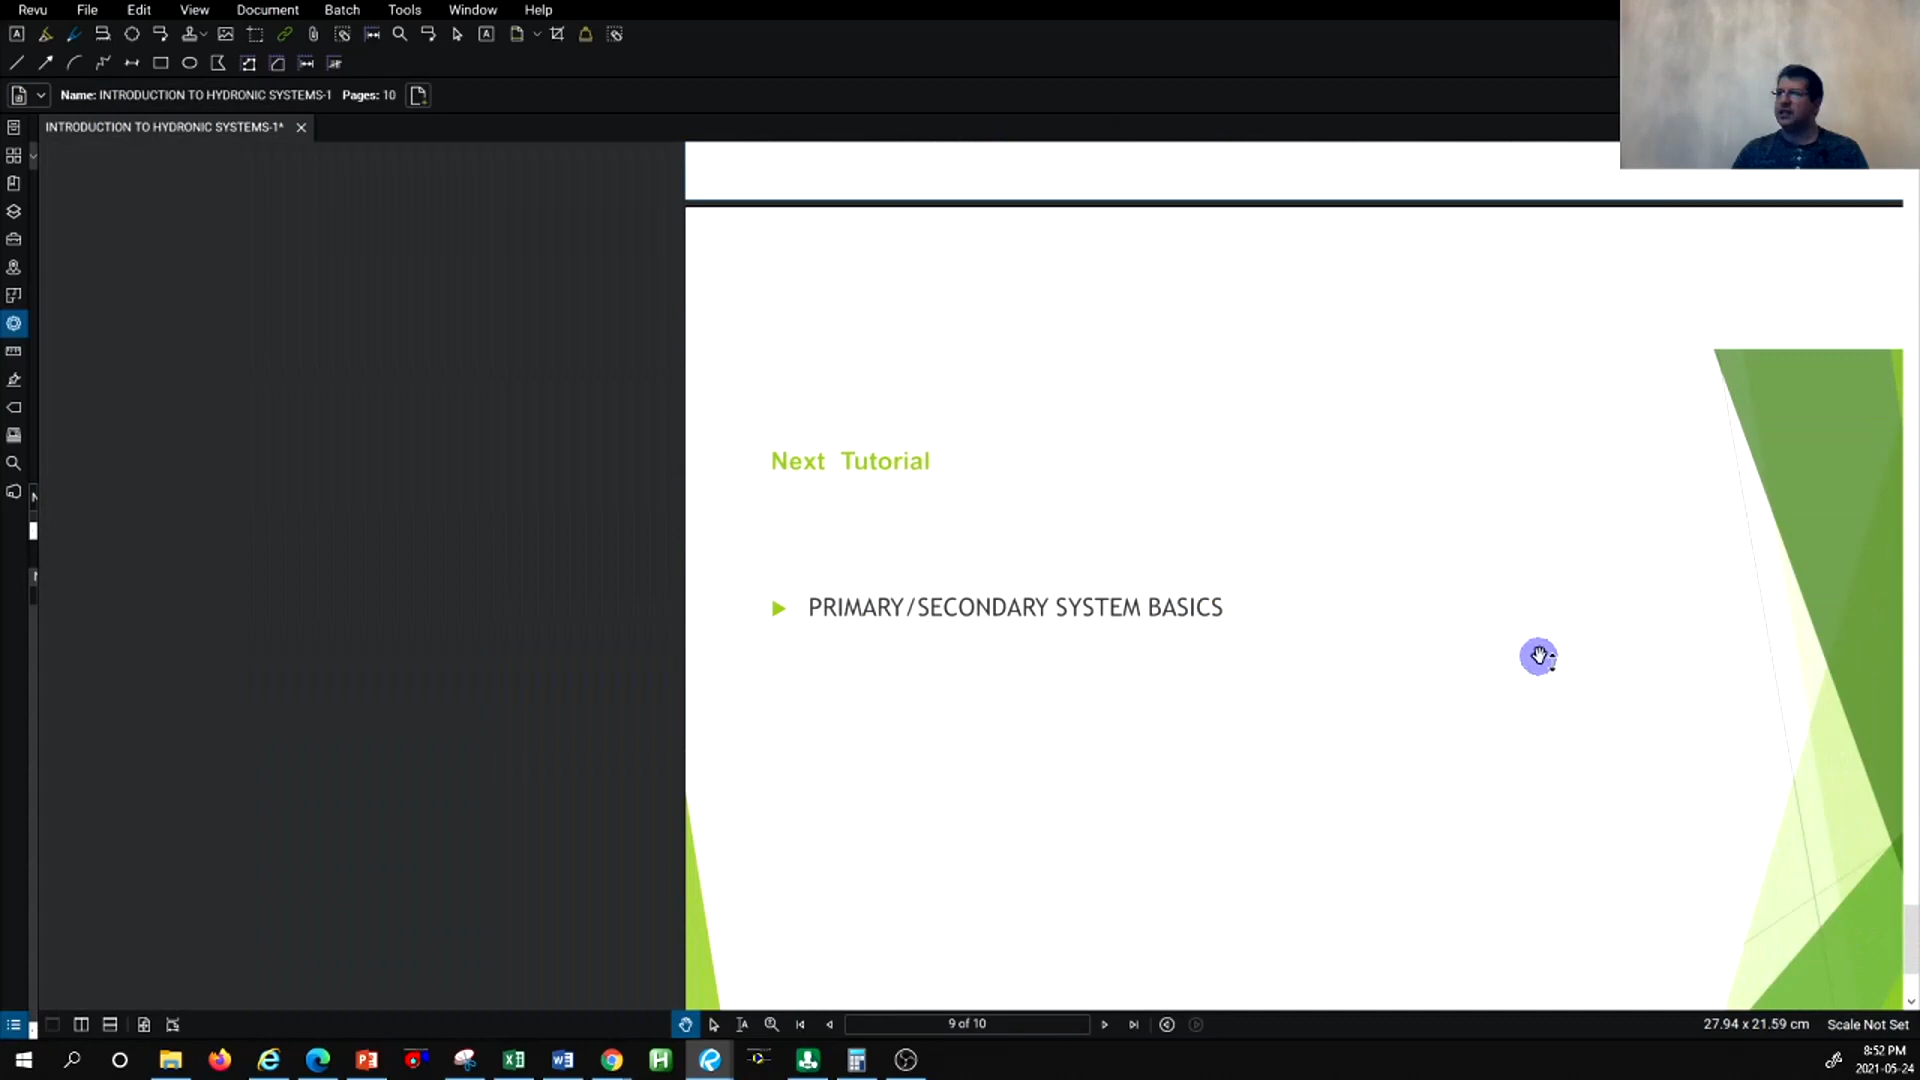 Revu File Edit View Document Batch Tools Window Help
Name: INTRODUCTION TO HYDRONIC SYSTEMS-1 Pages: 10
INTRODUCTION TO HYDRONIC SYSTEMS-1*
Next Tutorial
PRIMARY/SECONDARY SYSTEM BASICS
9 of 10
27.94 x 21.59 cm Scale Not Set
8:52 PM
2021-05-24